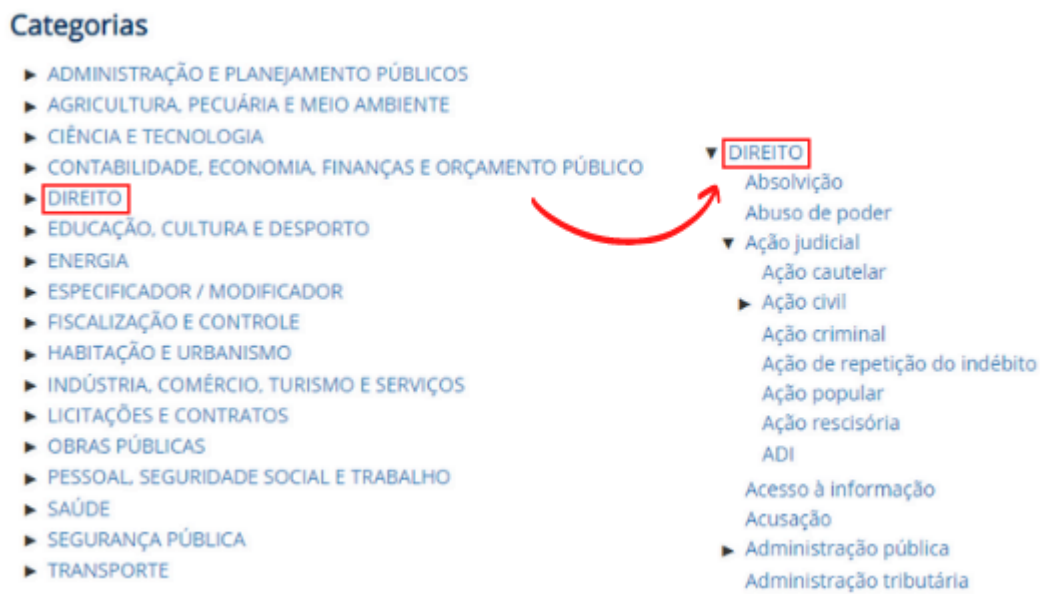 Categorias
ADMINISTRAÇÃO E PLANEJAMENTO PÚBLICOS
AGRICULTURA, PECUÁRIA E MEIO AMBIENTE
CIÊNCIA E TECNOLOGIA
CONTABILIDADE, ECONOMIA, FINANÇAS E ORÇAMENTO PÚBLICO
DIREITO
EDUCAÇÃO, CULTURA E DESPORTO
ENERGIA
ESPECIFICADOR / MODIFICADOR
FISCALIZAÇÃO E CONTROLE
HABITAÇÃO E URBANISMO
INDÚSTRIA, COMÉRCIO, TURISMO E SERVIÇOS
LICITAÇÕES E CONTRATOS
OBRAS PÚBLICAS
PESSOAL, SEGURIDADE SOCIAL E TRABALHO
SAÚDE
SEGURANÇA PÚBLICA
TRANSPORTE
DIREITO
Absolvição
Abuso de poder
Ação judicial
Ação cautelar
Ação civil
Ação criminal
Ação de repetição do indébito
Ação popular
Ação rescisória
ADI
Acesso à informação
Acusação
Administração pública
Administração tributária